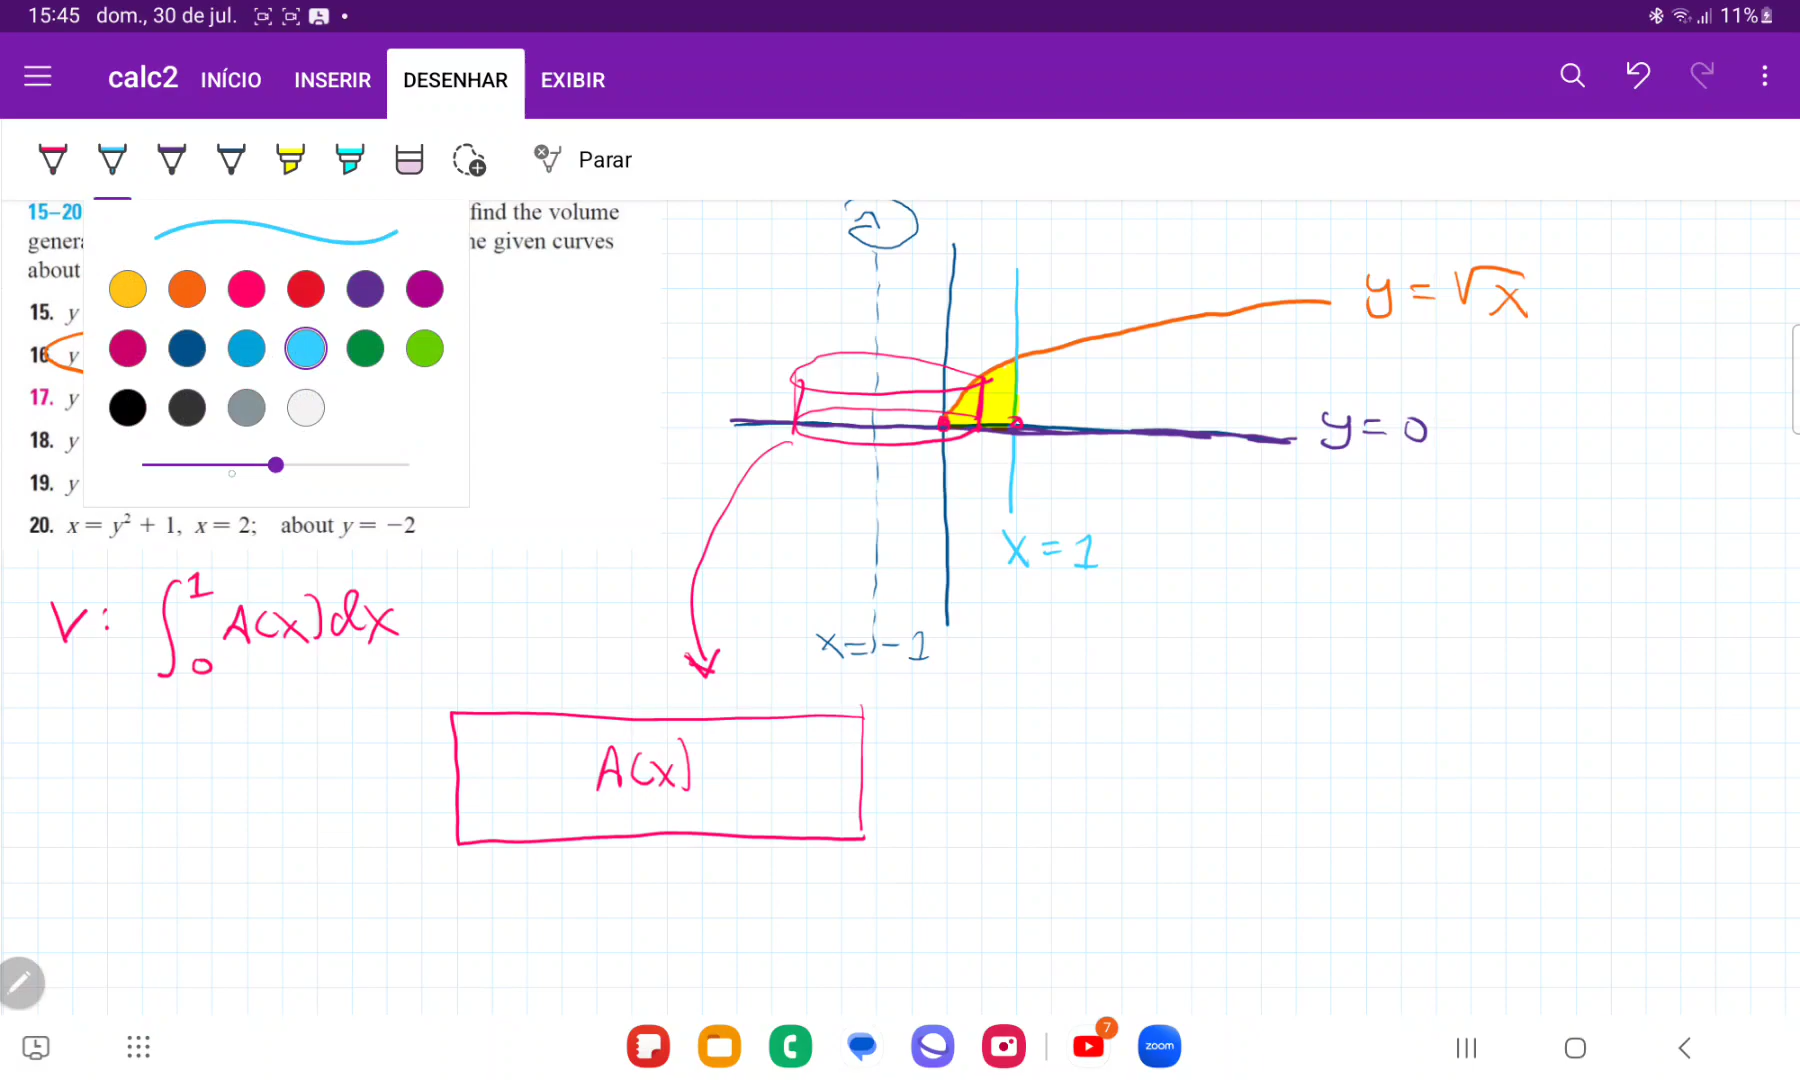 15:45 dom., 30 de jul.
11%
calc2 INÍCIO INSERIR DESENHAR EXIBIR
Parar
15–20 find the volume
gener he given curves
about
15. y
16 y
17. y
18. y
19. y
20. x = y² + 1, x = 2; about y = −2
y = √x
y = 0
x = 1
x = -1
V: ∫₀¹ A(x)dx
A(x)
7
zoom